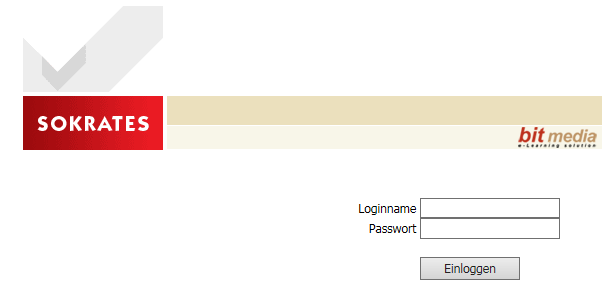 SOKRATES
bit media
e-Learning solution
Loginname
Passwort
Einloggen